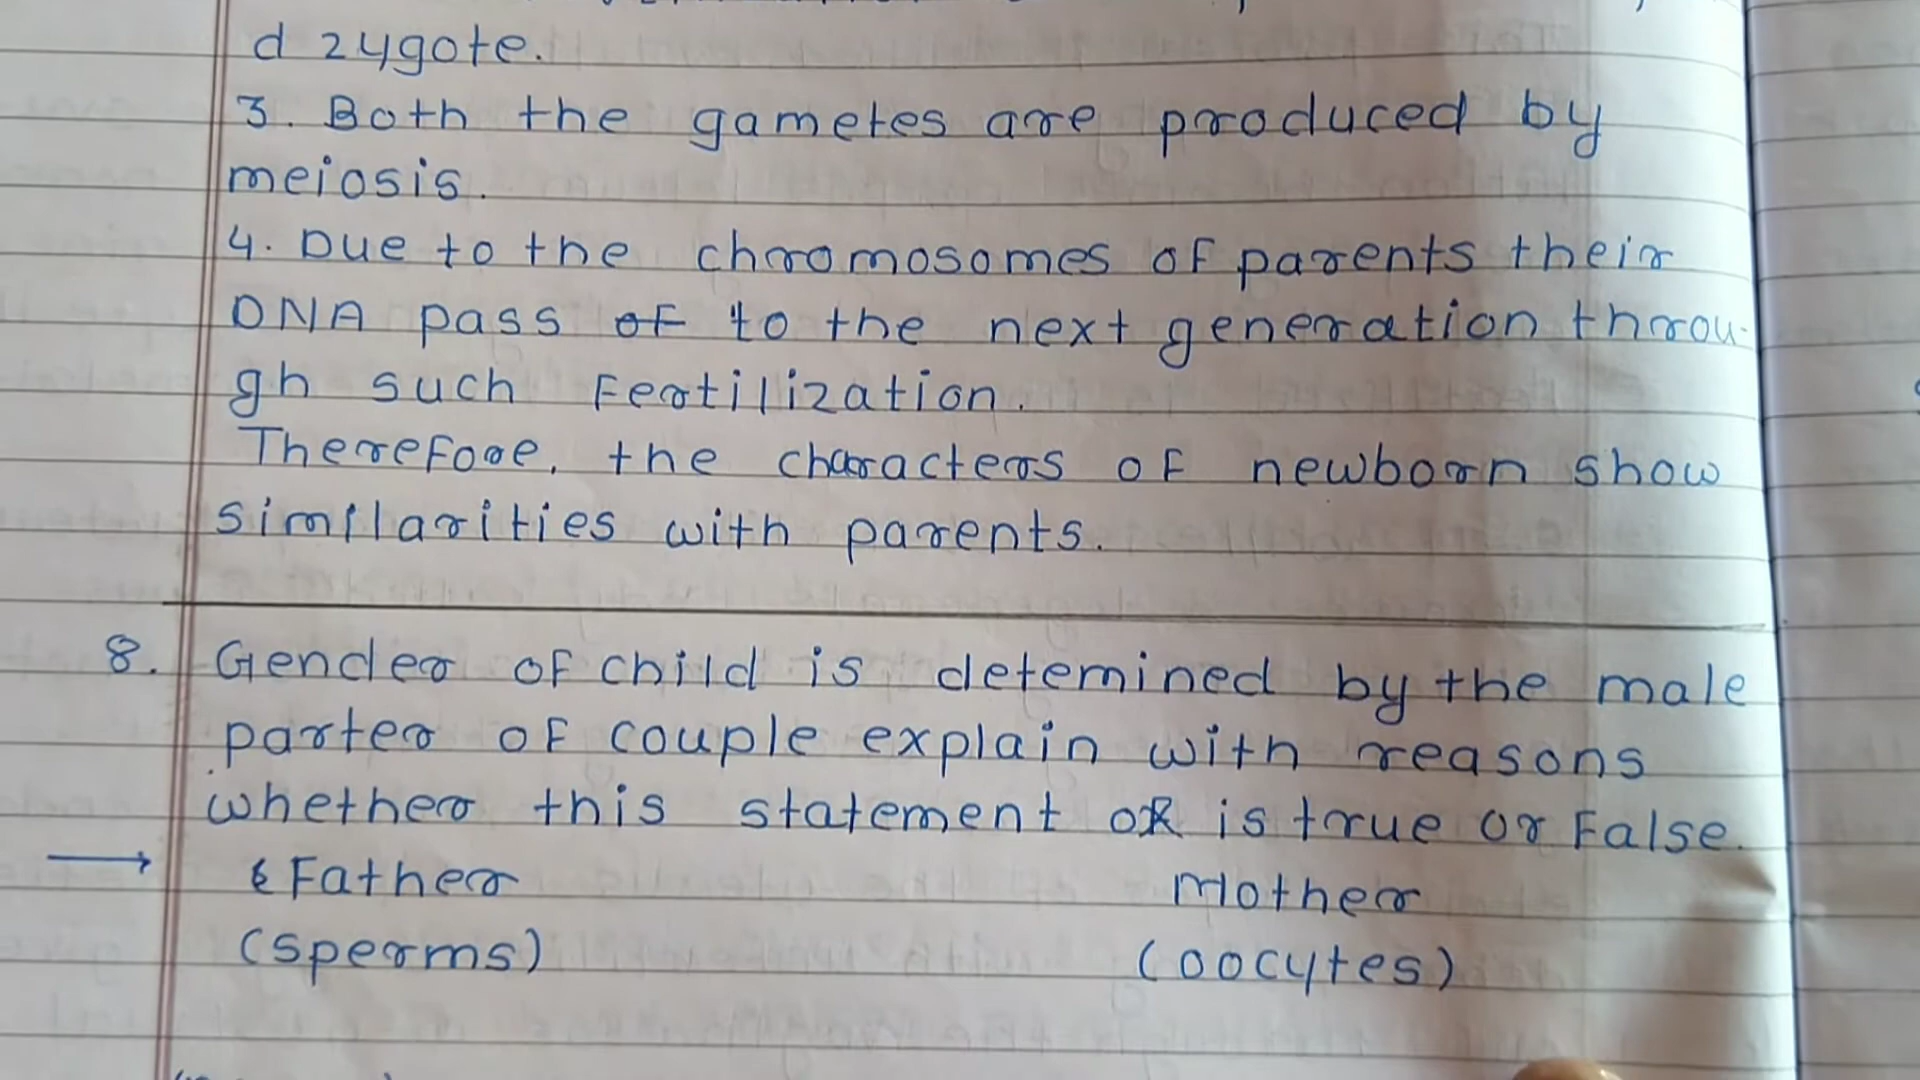 d zygote.
3. Both the gametes are produced by
meiosis.
4. Due to the chromosomes of parents their
DNA pass of to the next generation throu-
gh such Fertilization.
Therefore, the characters of newborn show
similarities with parents.
8. Gender of child is detemined by the male
parter of couple explain with reasons
whether this statement or is true or False.
Father Mother
(sperms) (oocytes)